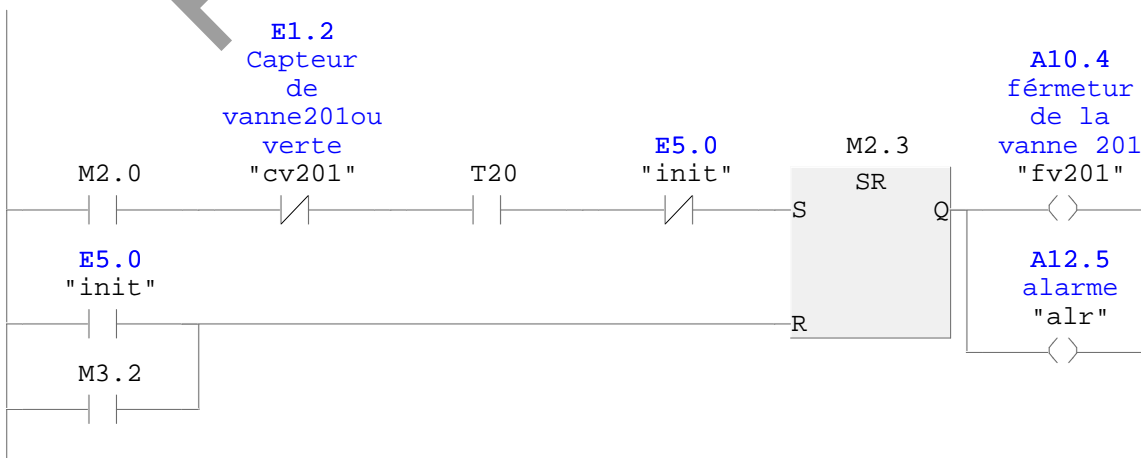 E1.2
Capteur
de
vanne201ou
verte
"cv201"
A10.4
férmetur
de la
vanne 201
"fv201"
M2.0
T20
E5.0
"init"
M2.3
SR
S
Q
E5.0
"init"
R
A12.5
alarme
"alr"
M3.2